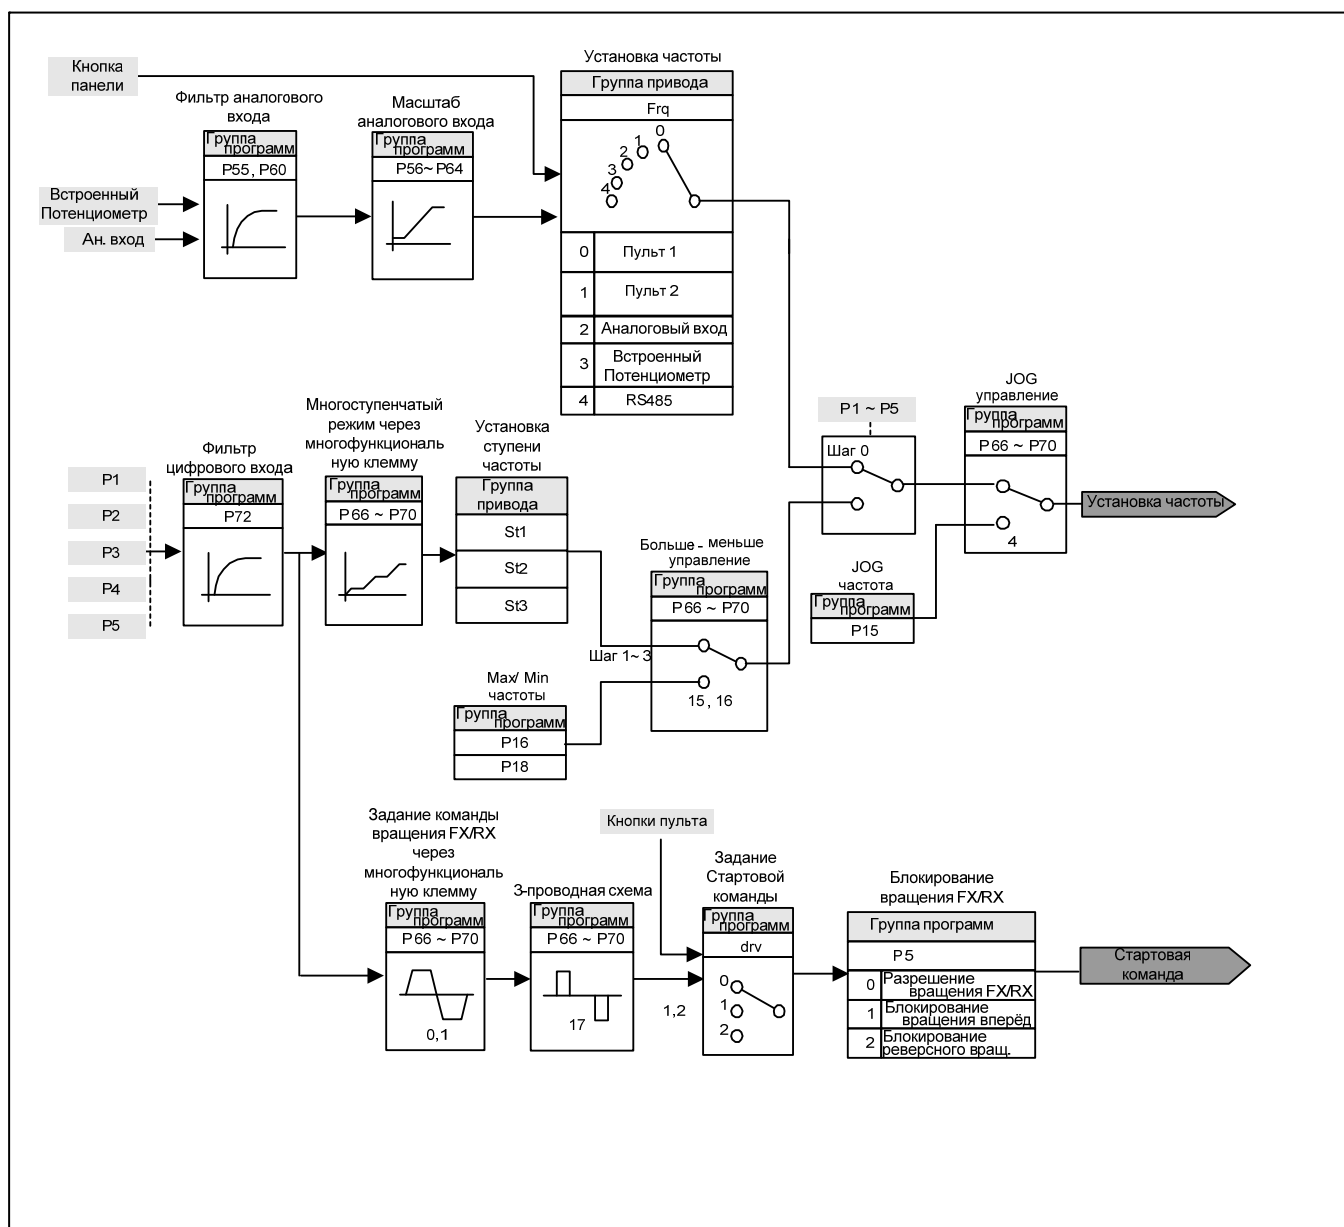 Установка частоты
Кнопка
панели
Группа привода
Фильтр аналогового
входа
Масштаб
аналогового входа
Frq
Группа
программ
Группа
программ
0
1
2
3
4
P55, P60
P56~ P64
Встроенный
Потенциометр
Ан. вход
0 Пульт 1
1 Пульт 2
2 Аналоговый вход
3 Встроенный
Потенциометр
4 RS485
JOG
управление
P1 ~ P5
Группа
программ
Многоступенчатый
режим через
многофункциональ
ную клемму
Установка
ступени
частоты
P66 ~ P70
Шаг 0
Фильтр
цифрового входа
P1
P2
P3
P4
P5
Группа
программ
P72
Группа
программ
P66 ~ P70
Группа
привода
St1
St2
St3
Установка частоты
4
Больше - меньше
управление
Группа
программ
P66 ~ P70
JOG
частота
Группа
программ
P15
Шаг 1~ 3
15, 16
Max/ Min
частоты
Группа
программ
P16
P18
Задание команды
вращения FX/RX
через
многофункциональ
ную клемму
Кнопки пульта
3-проводная схема
Задание
Стартовой
команды
Блокирование
вращения FX/RX
Группа
программ
P66 ~ P70
0,1
Группа
программ
P66 ~ P70
17
1,2
Группа
программ
drv
0
1
2
Группа программ
P5
0 Разрешение
вращения FX/RX
1 Блокирование
вращения вперёд
2 Блокирование
реверсного вращ.
Стартовая
команда